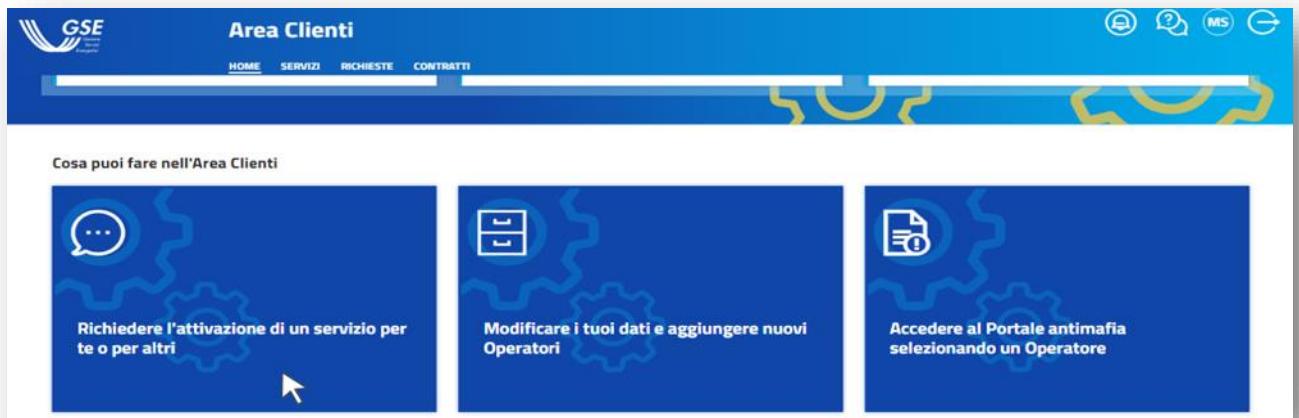 GSE
Area Clienti
MS
HOME SERVIZI RICHIESTE CONTRATTI
Cosa puoi fare nell'Area Clienti
Richiedere l'attivazione di un servizio per
te o per altri
Modificare i tuoi dati e aggiungere nuovi
Operatori
Accedere al Portale antimafia
selezionando un Operatore